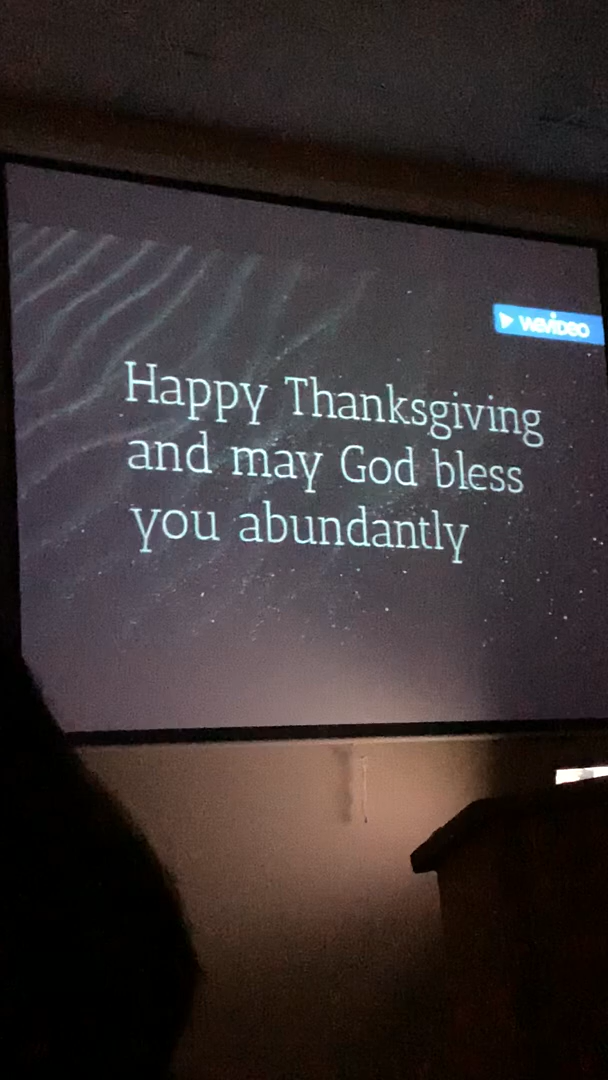 WeVideo
Happy Thanksgiving
and may God bless
you abundantly